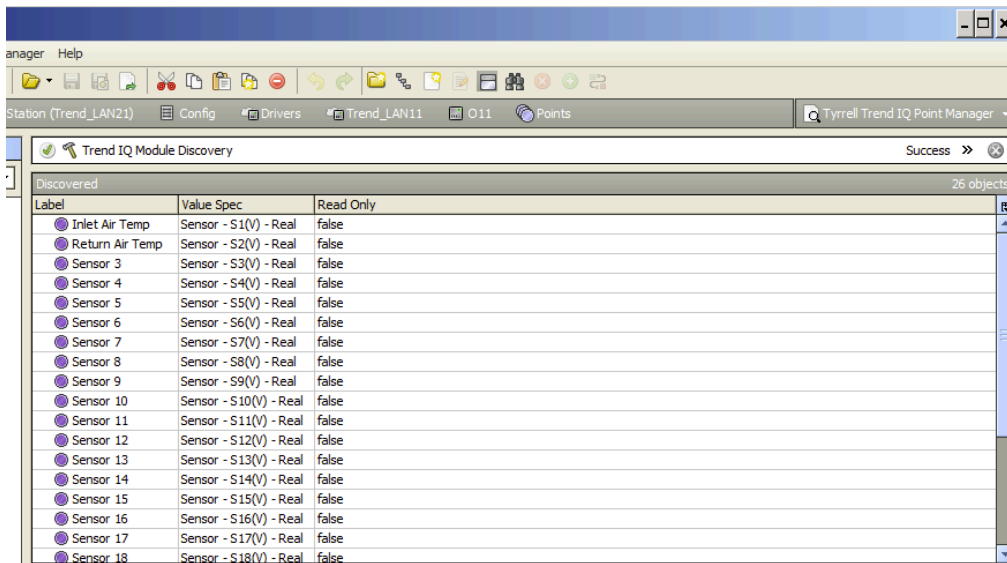 anager Help
Station (Trend_LAN21) Config Drivers Trend_LAN11 O11 Points Tyrrell Trend IQ Point Manager
Trend IQ Module Discovery Success »
Discovered 26 objects
Label Value Spec Read Only
Inlet Air Temp Sensor - S1(V) - Real false
Return Air Temp Sensor - S2(V) - Real false
Sensor 3 Sensor - S3(V) - Real false
Sensor 4 Sensor - S4(V) - Real false
Sensor 5 Sensor - S5(V) - Real false
Sensor 6 Sensor - S6(V) - Real false
Sensor 7 Sensor - S7(V) - Real false
Sensor 8 Sensor - S8(V) - Real false
Sensor 9 Sensor - S9(V) - Real false
Sensor 10 Sensor - S10(V) - Real false
Sensor 11 Sensor - S11(V) - Real false
Sensor 12 Sensor - S12(V) - Real false
Sensor 13 Sensor - S13(V) - Real false
Sensor 14 Sensor - S14(V) - Real false
Sensor 15 Sensor - S15(V) - Real false
Sensor 16 Sensor - S16(V) - Real false
Sensor 17 Sensor - S17(V) - Real false
Sensor 18 Sensor - S18(V) - Real false